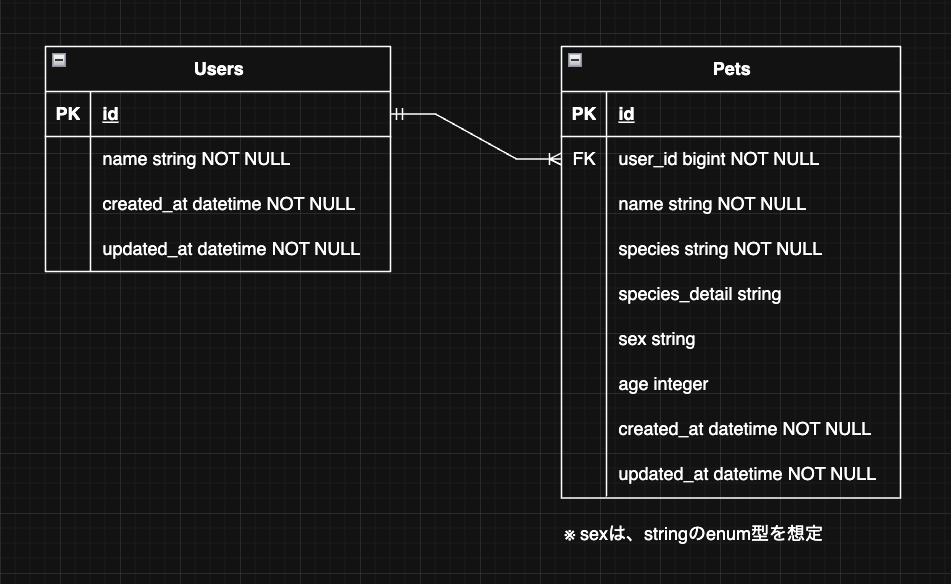 Users
PK id
name string NOT NULL
created_at datetime NOT NULL
updated_at datetime NOT NULL
Pets
PK id
FK user_id bigint NOT NULL
name string NOT NULL
species string NOT NULL
species_detail string
sex string
age integer
created_at datetime NOT NULL
updated_at datetime NOT NULL
※ sexは、stringのenum型を想定